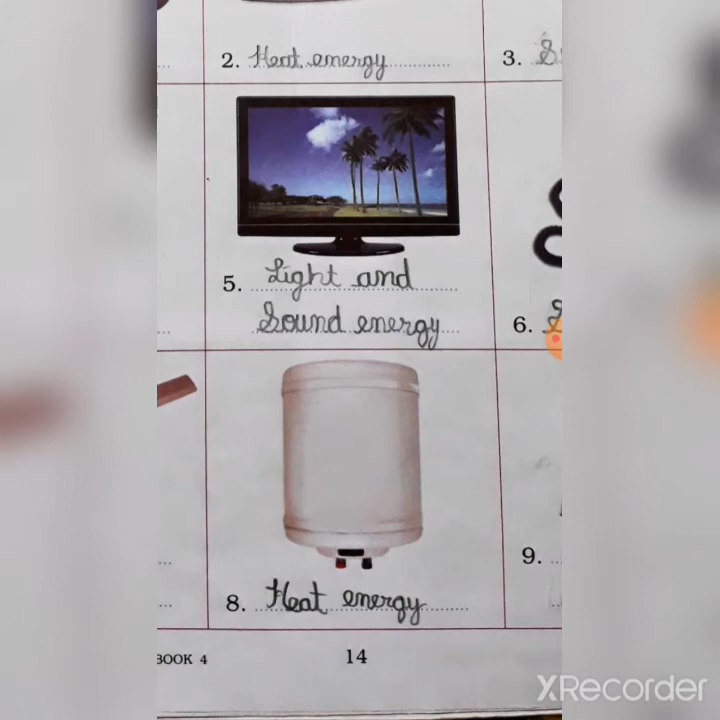 2. Heat energy
3. S
5. Light and
Sound energy
6. S
8. Heat energy
9.
BOOK 4
14
XRecorder